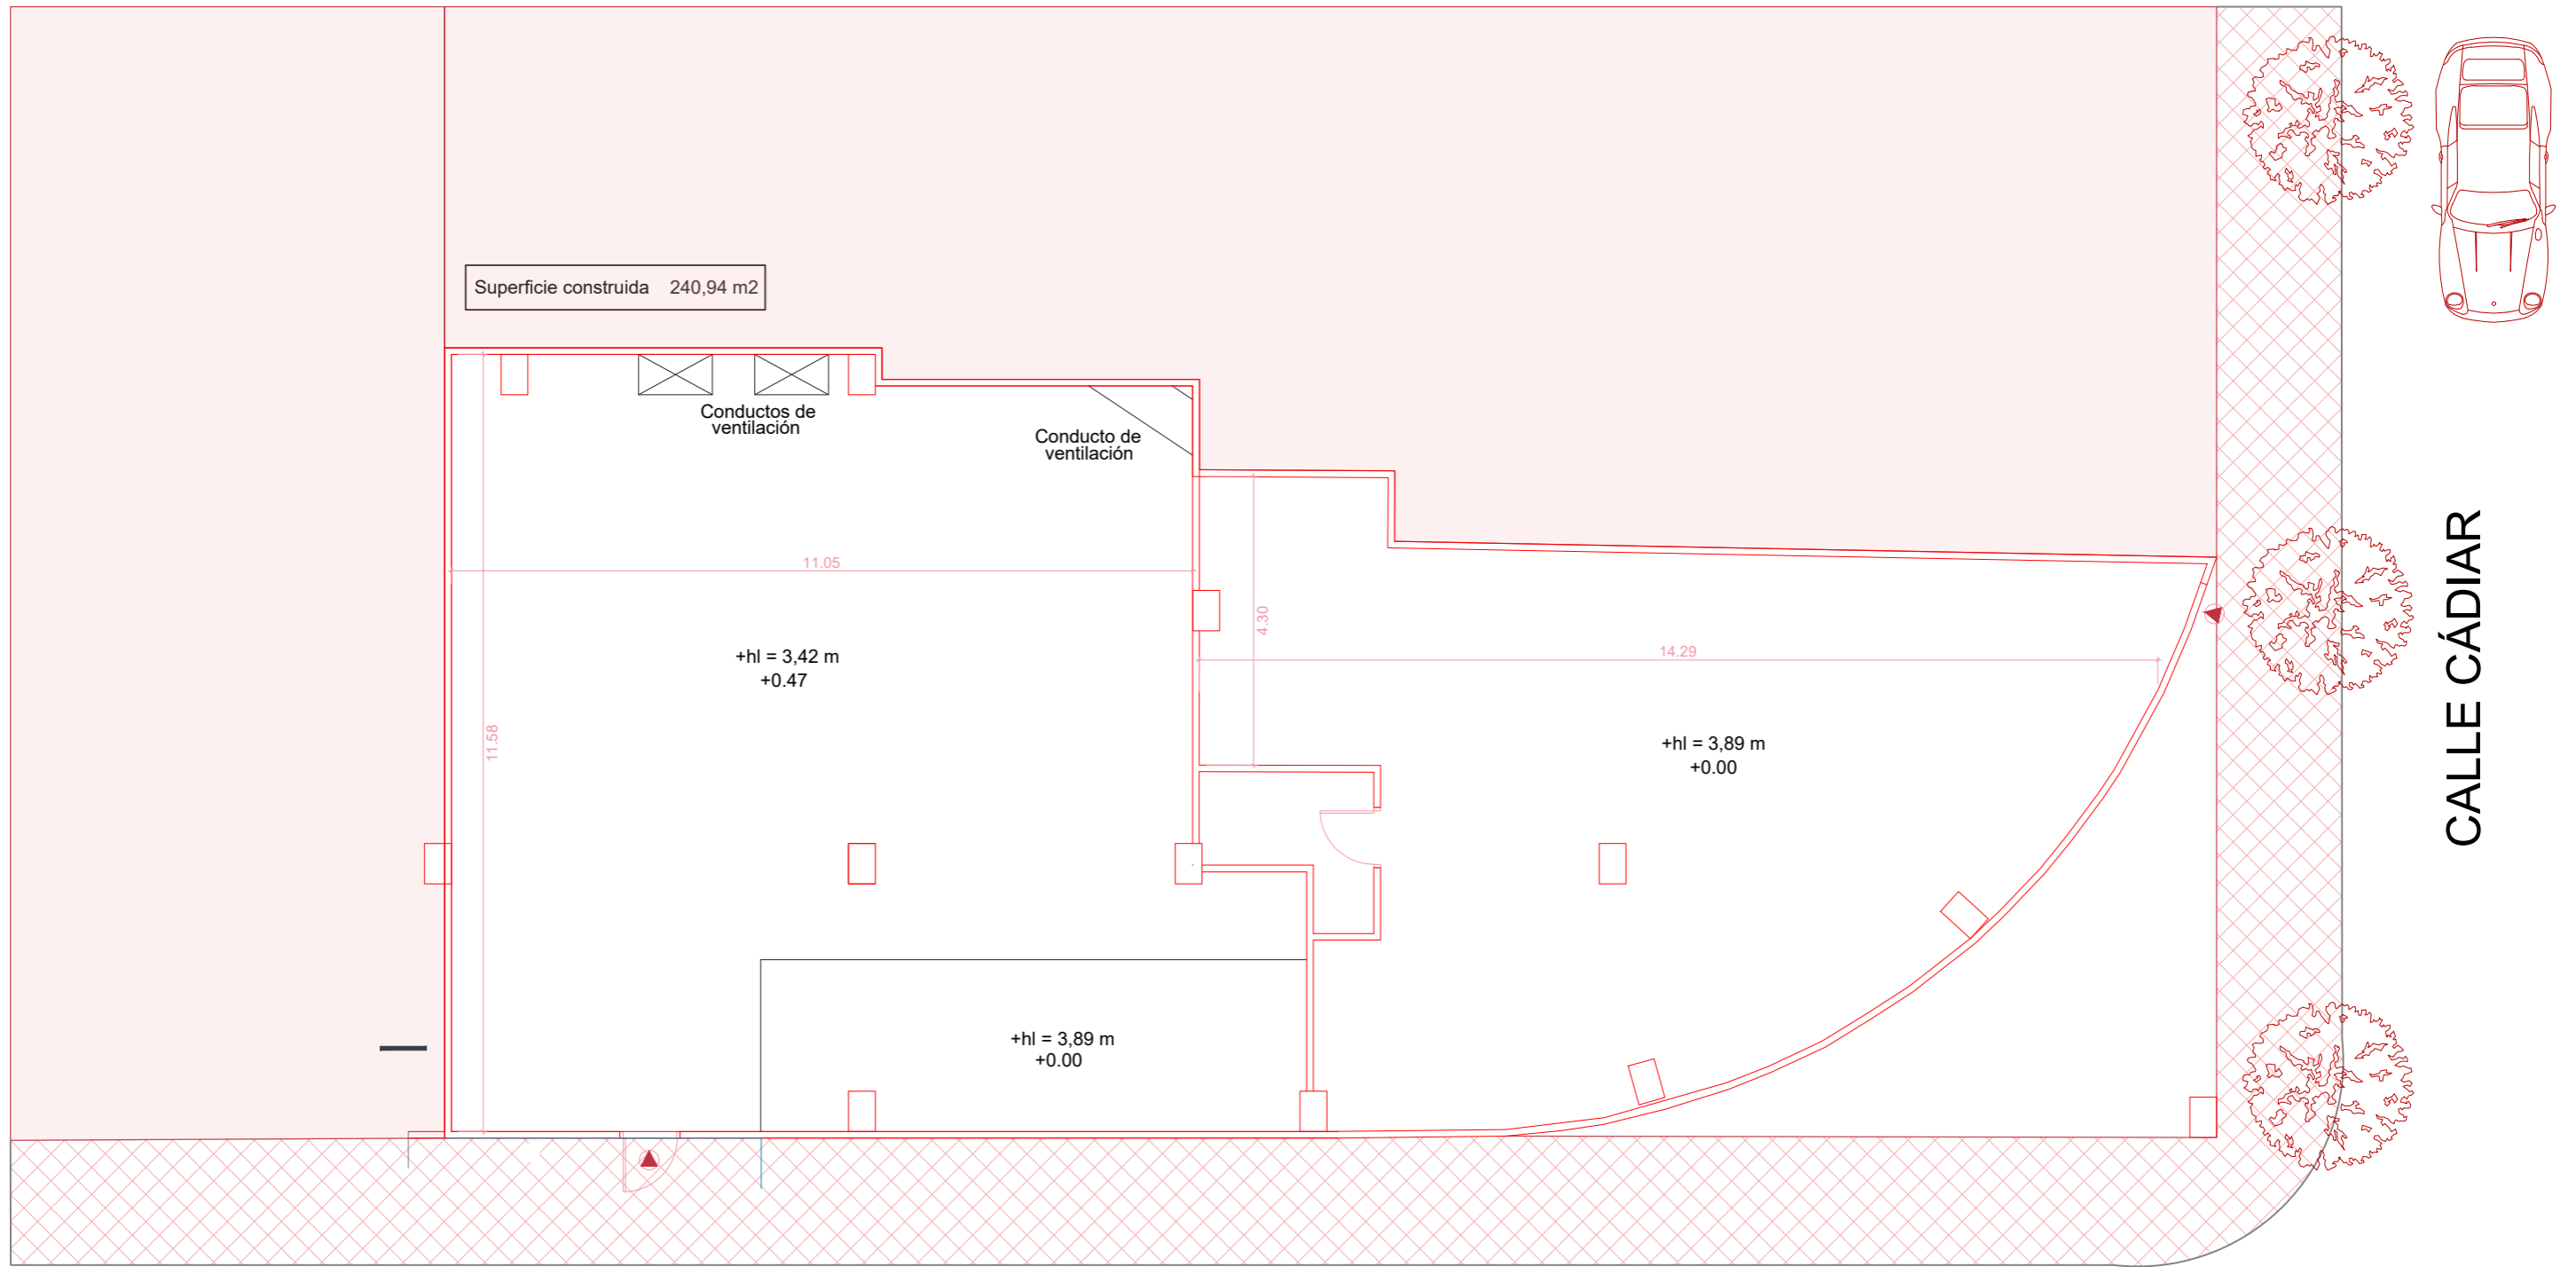 Superficie construida 240,94 m2
Conductos de
ventilación
Conducto de
ventilación
11.05
4.30
+hl = 3,42 m
+0.47
14.29
11.58
+hl = 3,89 m
+0.00
+hl = 3,89 m
+0.00
CALLE CÁDIAR